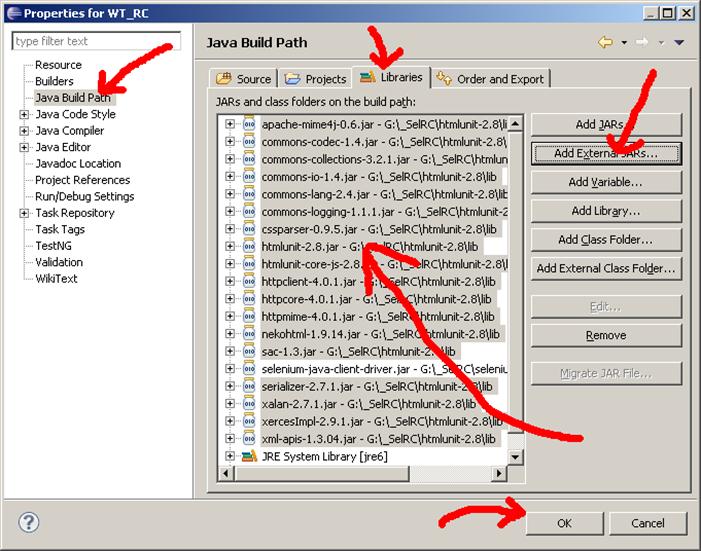 Properties for WT_RC
type filter text
Resource
Builders
Java Build Path
Java Code Style
Java Compiler
Java Editor
Javadoc Location
Project References
Run/Debug Settings
Task Repository
Task Tags
TestNG
Validation
WikiText
Java Build Path
Source Projects Libraries Order and Export
JARs and class folders on the build path:
apache-mime4j-0.6.jar - G:\_SelRC\htmlunit-2.8\lib
commons-codec-1.4.jar - G:\_SelRC\htmlunit-2.8\lib
commons-collections-3.2.1.jar - G:\_SelRC\htmlunit-2.8\
commons-io-1.4.jar - G:\_SelRC\htmlunit-2.8\lib
commons-lang-2.4.jar - G:\_SelRC\htmlunit-2.8\lib
commons-logging-1.1.1.jar - G:\_SelRC\htmlunit-2.8\lib
cssparser-0.9.5.jar - G:\_SelRC\htmlunit-2.8\lib
htmlunit-2.8.jar - G:\_SelRC\htmlunit-2.8\lib
htmlunit-core-js-2.8. G:\_SelRC\htmlunit-2.8\lib
httpclient-4.0.1.jar - G:\_SelRC\htmlunit-2.8\lib
httpcore-4.0.1.jar - G:\_SelRC\htmlunit-2.8\lib
httpmime-4.0.1.jar - G:\_SelRC\htmlunit-2.8\lib
nekohtml-1.9.14.jar - G:\_SelRC\htmlunit-2.8\lib
sac-1.3.jar - G:\_SelRC\htmlunit-2.8\lib
selenium-java-client-driver.jar - G:\_SelRC\seleni
serializer-2.7.1.jar - G:\_SelRC\htmlunit-2.8\lib
xalan-2.7.1.jar - G:\_SelRC\htmlunit-2.8\lib
xercesImpl-2.9.1.jar - G:\_SelRC\htmlunit-2.8\lib
xml-apis-1.3.04.jar - G:\_SelRC\htmlunit-2.8\lib
JRE System Library [jre6]
Add JARs...
Add External JARs...
Add Variable...
Add Library...
Add Class Folder...
Add External Class Folder...
Edit...
Remove
Migrate JAR File...
OK
Cancel